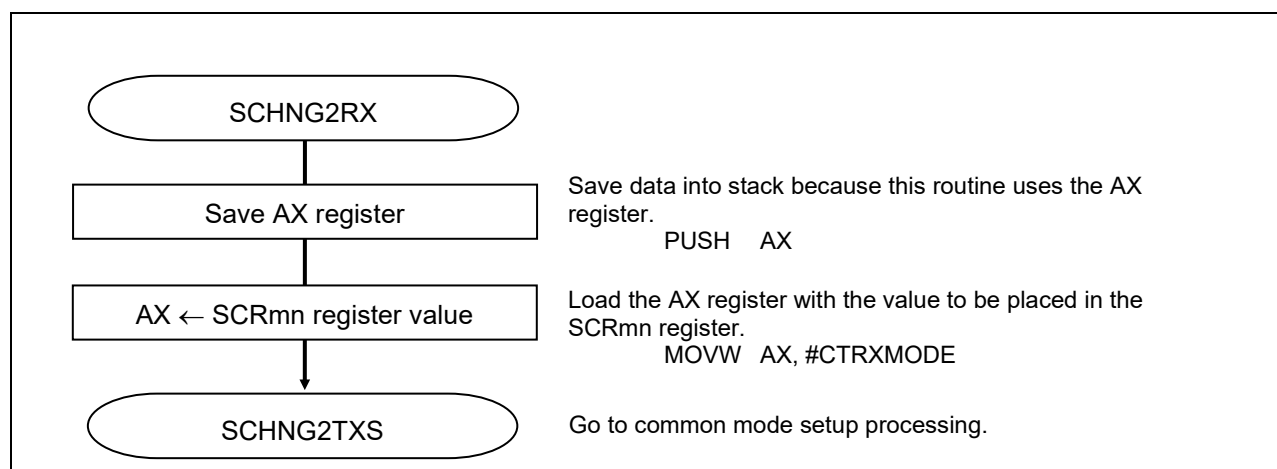 SCHNG2RX
Save AX register
Save data into stack because this routine uses the AX
register.
PUSH AX
AX ← SCRmn register value
Load the AX register with the value to be placed in the
SCRmn register.
MOVW AX, #CTRXMODE
SCHNG2TXS
Go to common mode setup processing.